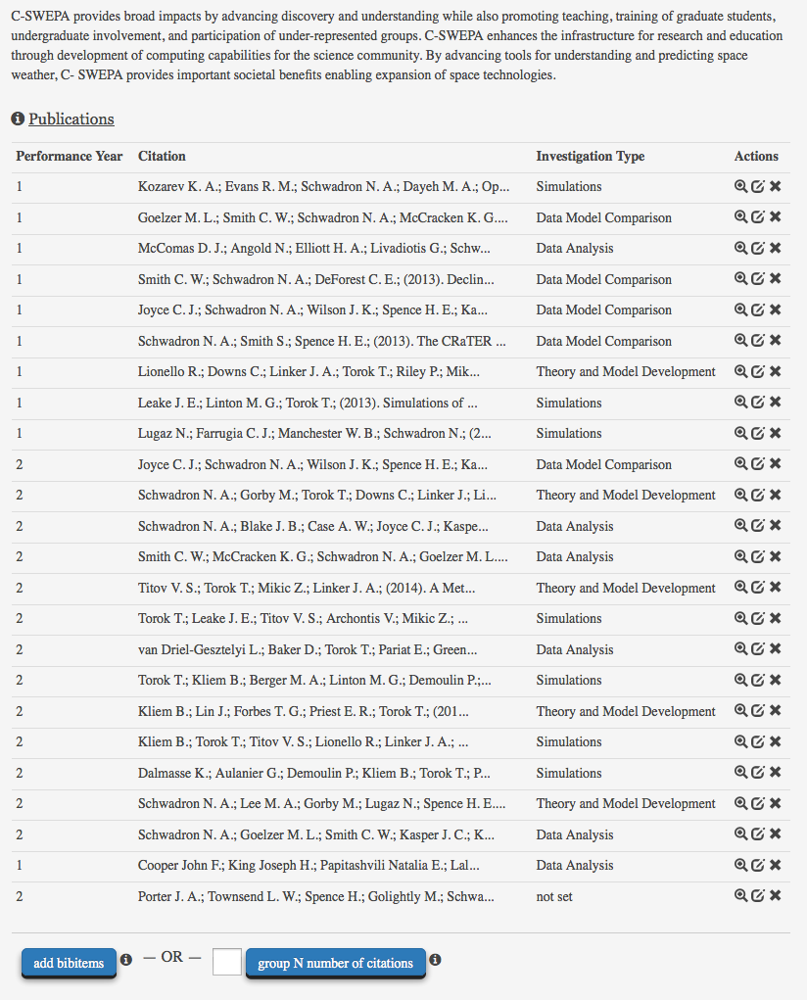 C-SWEPA provides broad impacts by advancing discovery and understanding while also promoting teaching, training of graduate students,
undergraduate involvement, and participation of under-represented groups. C-SWEPA enhances the infrastructure for research and education
through development of computing capabilities for the science community. By advancing tools for understanding and predicting space
weather, C- SWEPA provides important societal benefits enabling expansion of space technologies.
Publications
Performance Year Citation Investigation Type Actions
1 Kozarev K. A.; Evans R. M.; Schwadron N. A.; Dayeh M. A.; Op... Simulations
1 Goelzer M. L.; Smith C. W.; Schwadron N. A.; McCracken K. G.... Data Model Comparison
1 McComas D. J.; Angold N.; Elliott H. A.; Livadiotis G.; Schw... Data Analysis
1 Smith C. W.; Schwadron N. A.; DeForest C. E.; (2013). Declin... Data Model Comparison
1 Joyce C. J.; Schwadron N. A.; Wilson J. K.; Spence H. E.; Ka... Data Model Comparison
1 Schwadron N. A.; Smith S.; Spence H. E.; (2013). The CRaTER ... Data Model Comparison
1 Lionello R.; Downs C.; Linker J. A.; Torok T.; Riley P.; Mik... Theory and Model Development
1 Leake J. E.; Linton M. G.; Torok T.; (2013). Simulations of ... Simulations
1 Lugaz N.; Farrugia C. J.; Manchester W. B.; Schwadron N.; (2... Simulations
2 Joyce C. J.; Schwadron N. A.; Wilson J. K.; Spence H. E.; Ka... Data Model Comparison
2 Schwadron N. A.; Gorby M.; Torok T.; Downs C.; Linker J.; Li... Theory and Model Development
2 Schwadron N. A.; Blake J. B.; Case A. W.; Joyce C. J.; Kaspe... Data Analysis
2 Smith C. W.; McCracken K. G.; Schwadron N. A.; Goelzer M. L.... Data Analysis
2 Titov V. S.; Torok T.; Mikic Z.; Linker J. A.; (2014). A Met... Theory and Model Development
2 Torok T.; Leake J. E.; Titov V. S.; Archontis V.; Mikic Z.; ... Simulations
2 van Driel-Gesztelyi L.; Baker D.; Torok T.; Pariat E.; Green... Data Analysis
2 Torok T.; Kliem B.; Berger M. A.; Linton M. G.; Demoulin P.;... Simulations
2 Kliem B.; Lin J.; Forbes T. G.; Priest E. R.; Torok T.; (201... Theory and Model Development
2 Kliem B.; Torok T.; Titov V. S.; Lionello R.; Linker J. A.; ... Simulations
2 Dalmasse K.; Aulanier G.; Demoulin P.; Kliem B.; Torok T.; P... Simulations
2 Schwadron N. A.; Lee M. A.; Gorby M.; Lugaz N.; Spence H. E.... Theory and Model Development
2 Schwadron N. A.; Goelzer M. L.; Smith C. W.; Kasper J. C.; K... Data Analysis
1 Cooper John F.; King Joseph H.; Papitashvili Natalia E.; Lal... Data Analysis
2 Porter J. A.; Townsend L. W.; Spence H.; Golightly M.; Schwa... not set
add bibitems — OR — group N number of citations